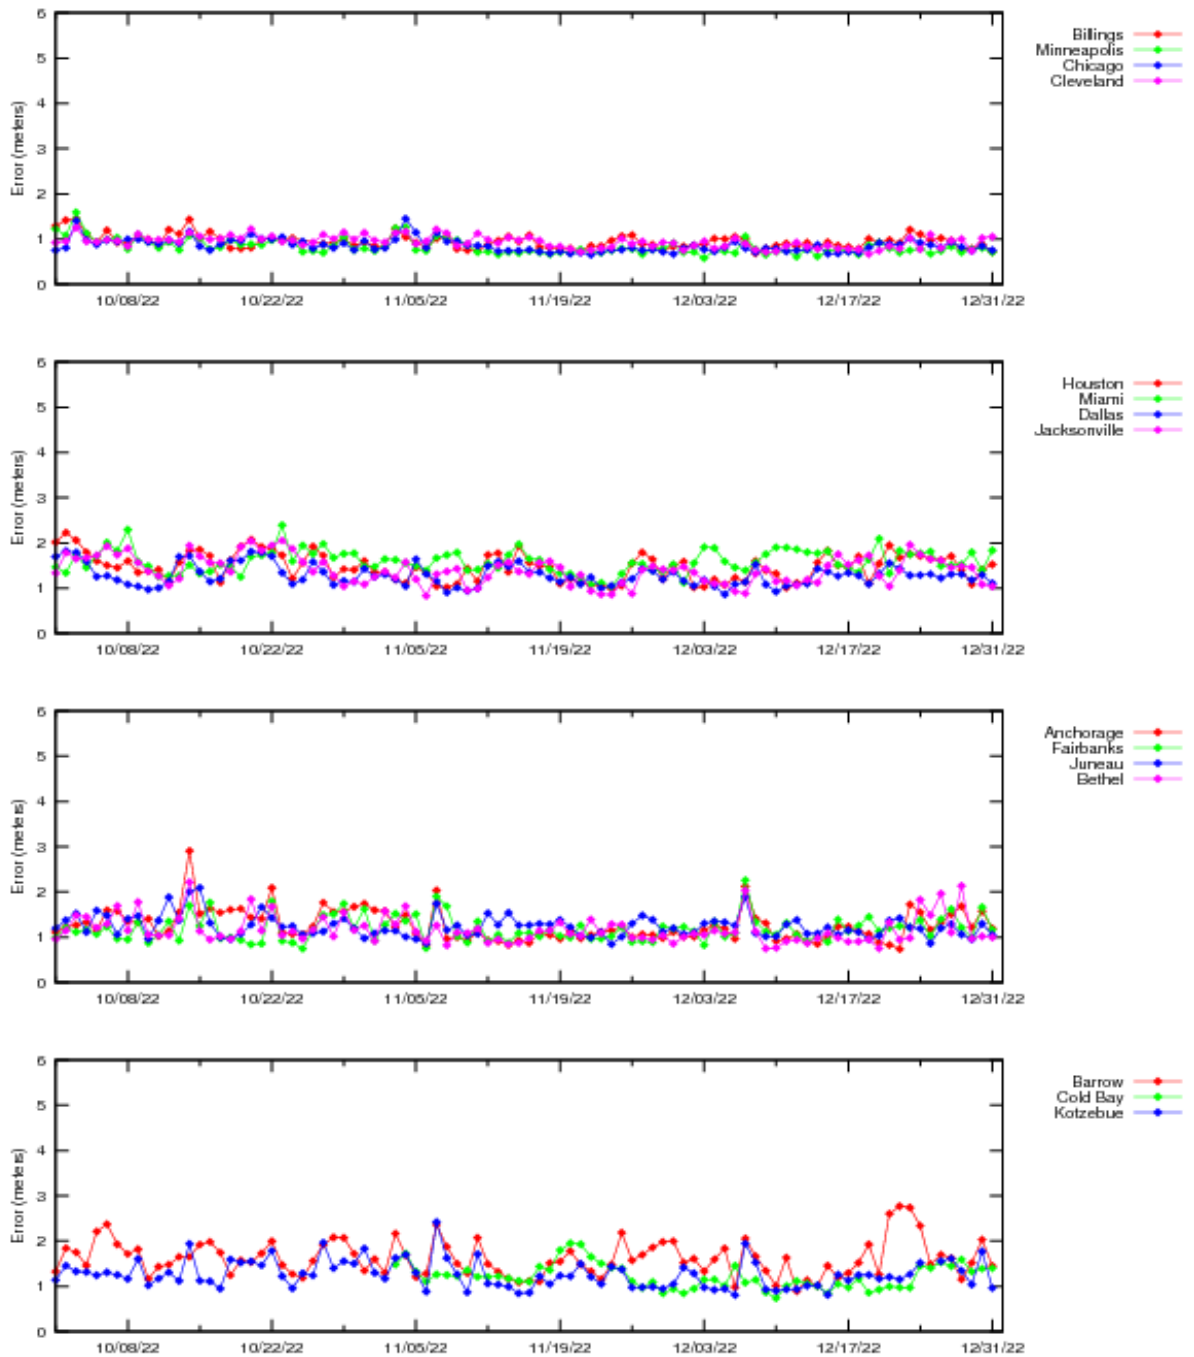 6
5
4
3
2
1
0
Error (meters)
10/08/22 10/22/22 11/05/22 11/19/22 12/03/22 12/17/22 12/31/22
Billings
Minneapolis
Chicago
Cleveland
6
5
4
3
2
1
0
Error (meters)
10/08/22 10/22/22 11/05/22 11/19/22 12/03/22 12/17/22 12/31/22
Houston
Miami
Dallas
Jacksonville
6
5
4
3
2
1
0
Error (meters)
10/08/22 10/22/22 11/05/22 11/19/22 12/03/22 12/17/22 12/31/22
Anchorage
Fairbanks
Juneau
Bethel
6
5
4
3
2
1
0
Error (meters)
10/08/22 10/22/22 11/05/22 11/19/22 12/03/22 12/17/22 12/31/22
Barrow
Cold Bay
Kotzebue